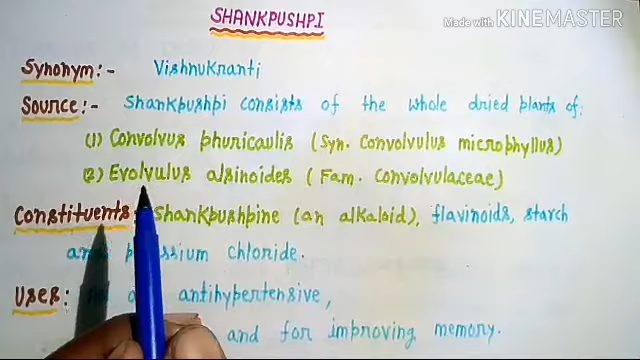 SHANKPUSHPI
Made with KINEMASTER
Synonym:- Vishnukranti
Source:- Shankpushpi consists of the whole dried plants of:
(1) Convolvus phuricaulis (Syn. Convolvulus microphyllus)
(2) Evolvulus alsinoides (Fam. Convolvulaceae)
Constituents: Shankpushpine (an alkaloid), flavinoids, starch
chloride.
Uses: antihypertensive,
and for improving memory.